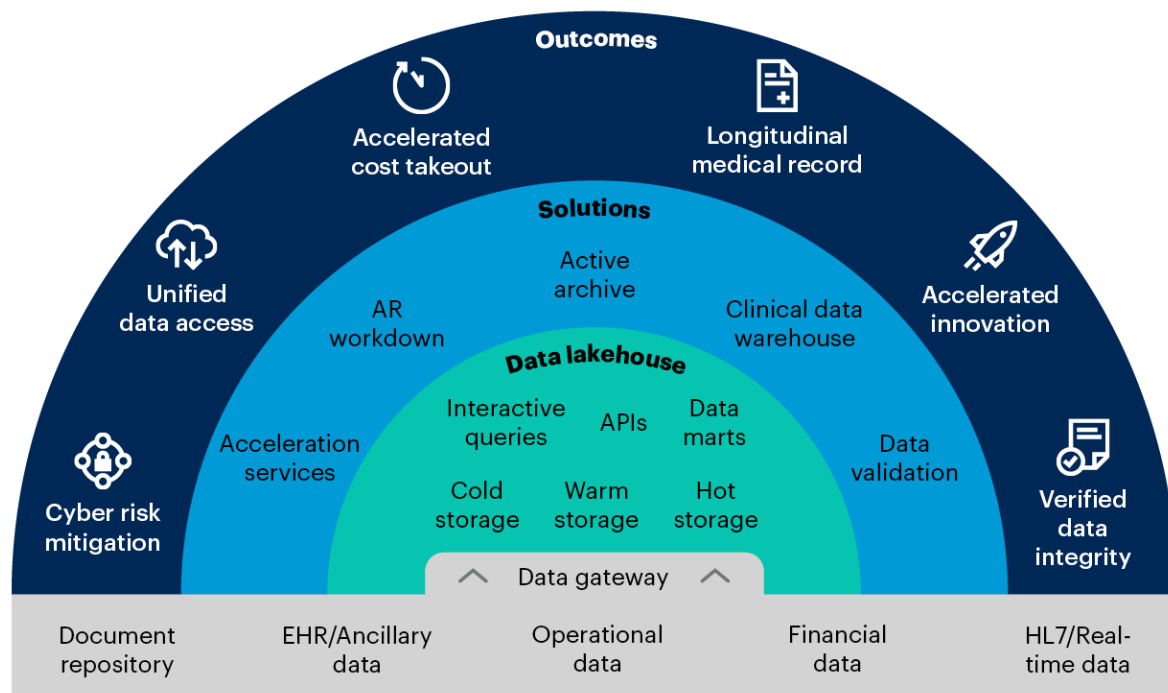 Outcomes
Accelerated
cost takeout
Longitudinal
medical record
Unified
data access
Accelerated
innovation
Cyber risk
mitigation
Verified
data
integrity
Solutions
Active
archive
AR
workdown
Clinical data
warehouse
Acceleration
services
Data
validation
Data lakehouse
Interactive
queries
APIs
Data
marts
Cold
storage
Warm
storage
Hot
storage
Data gateway
Document
repository
EHR/Ancillary
data
Operational
data
Financial
data
HL7/Real-
time data